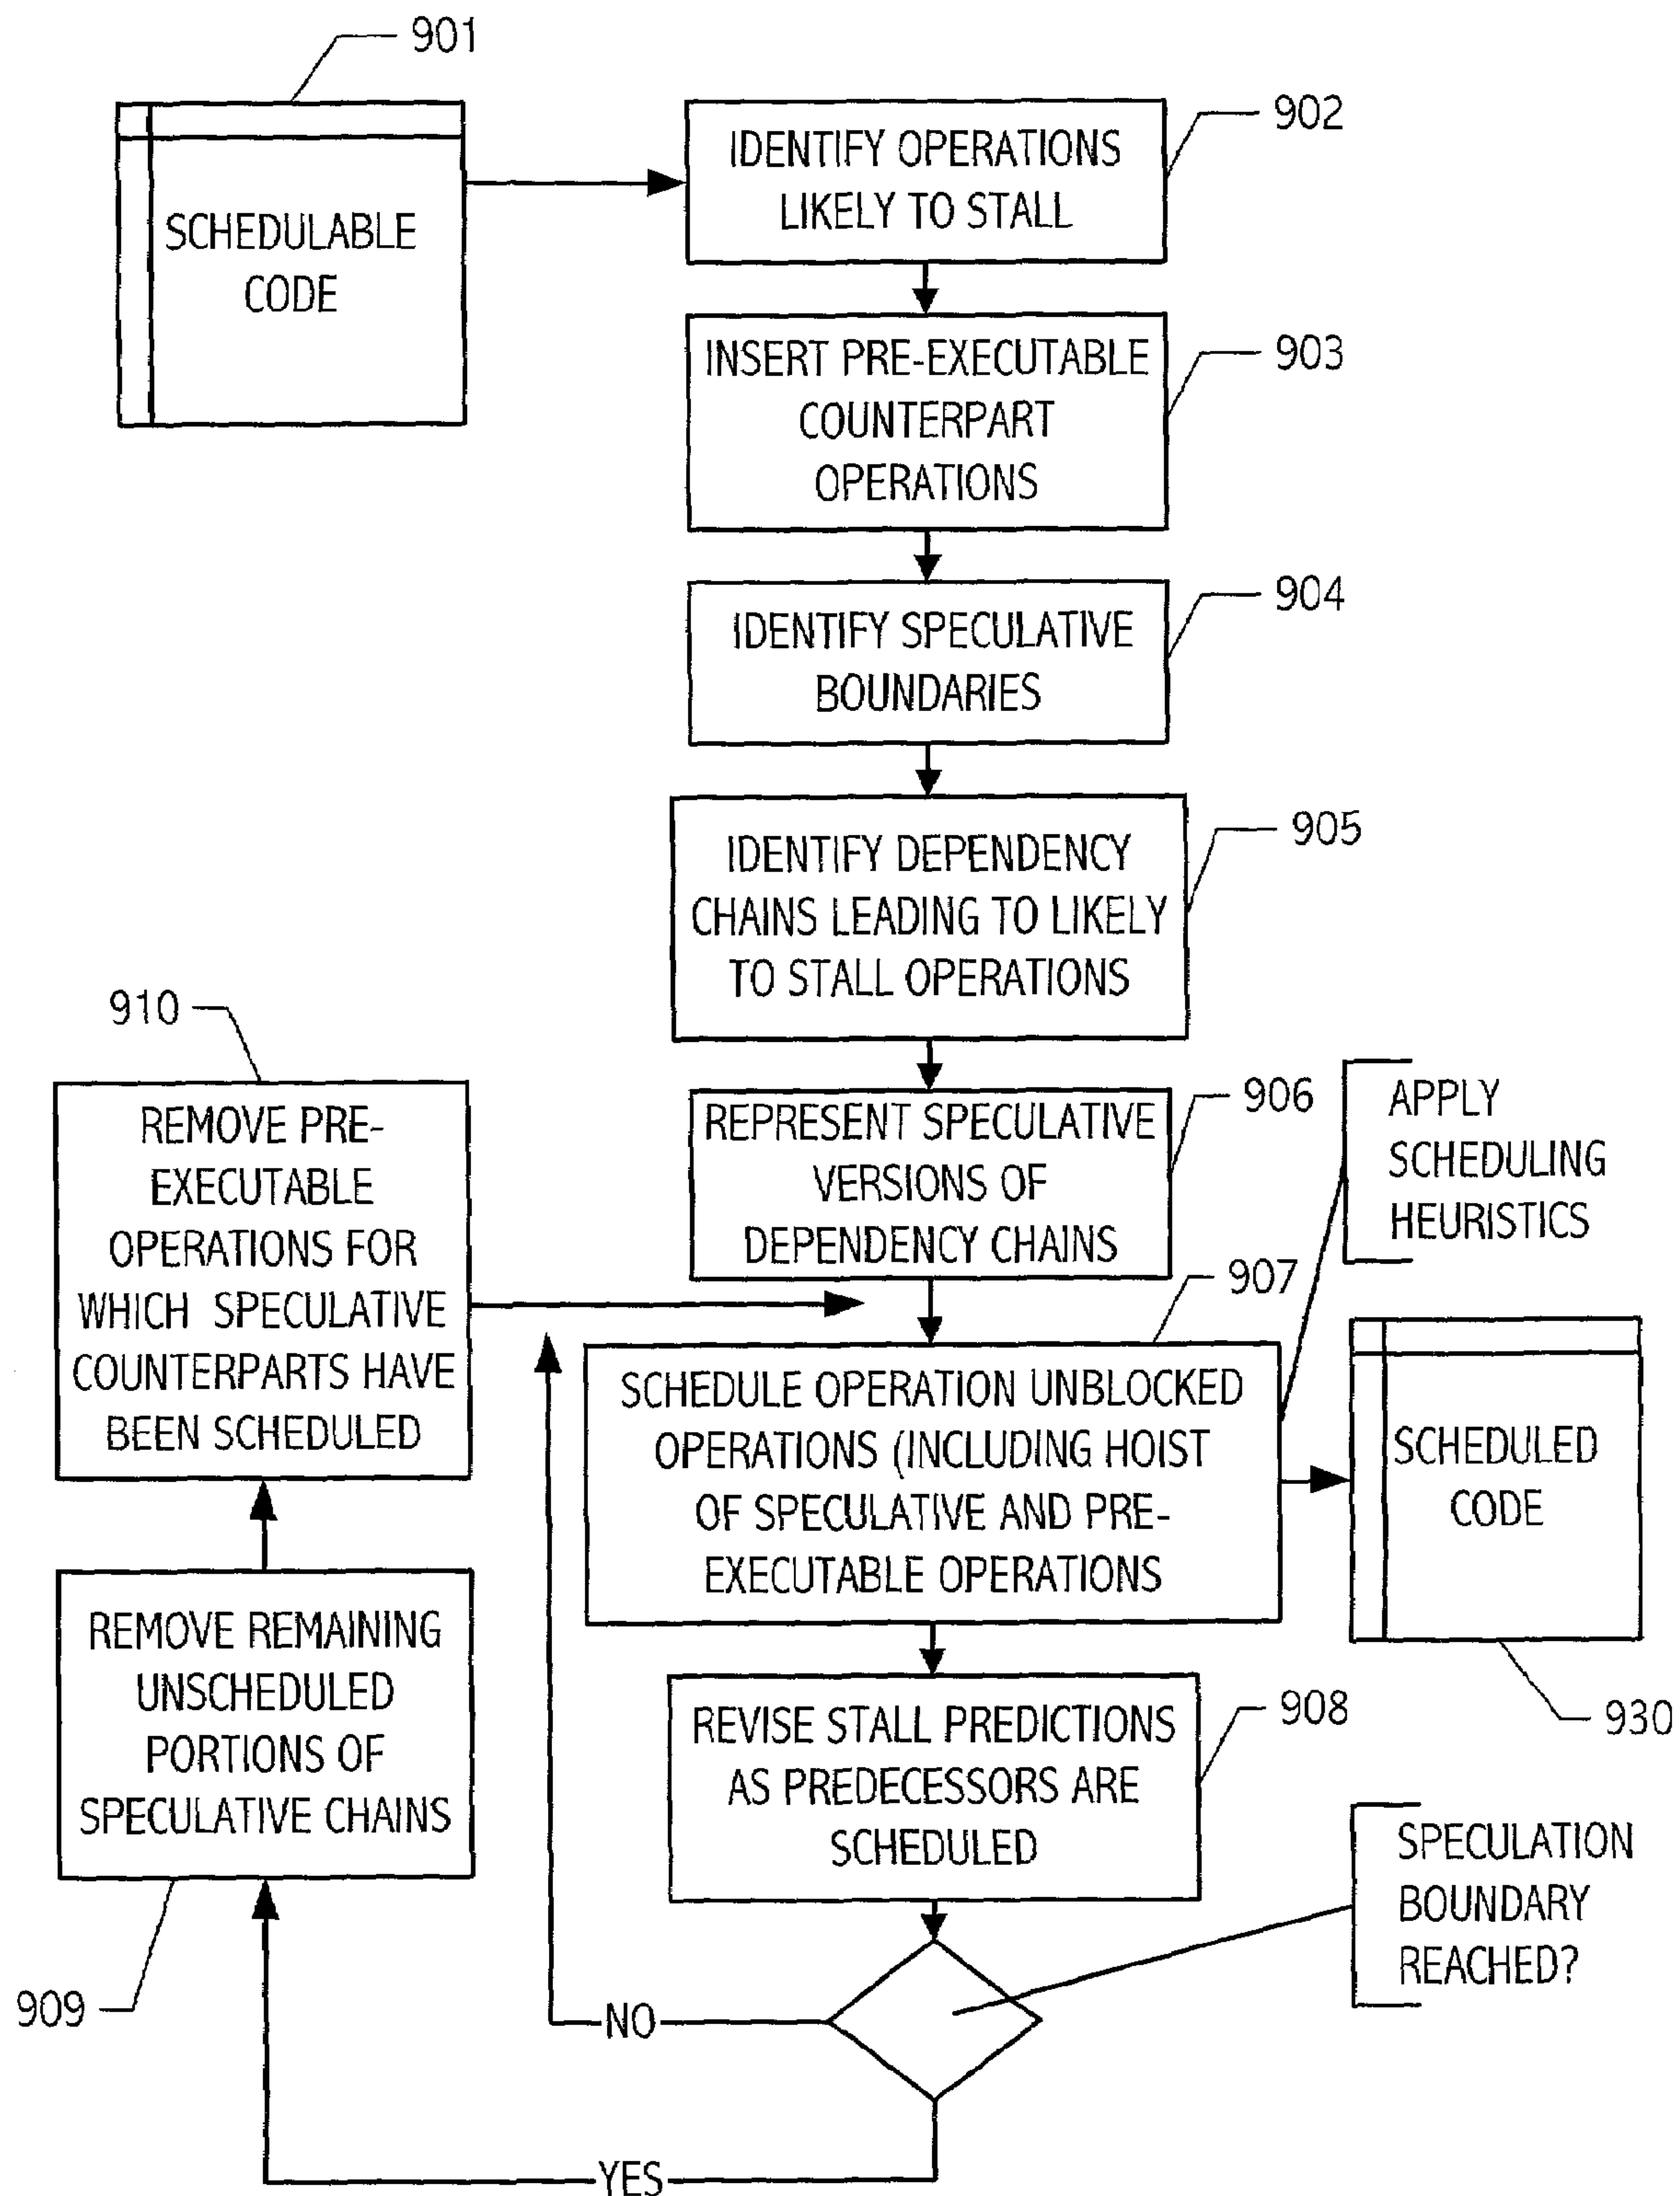 901
SCHEDULABLE
CODE
902
IDENTIFY OPERATIONS
LIKELY TO STALL
903
INSERT PRE-EXECUTABLE
COUNTERPART
OPERATIONS
904
IDENTIFY SPECULATIVE
BOUNDARIES
905
IDENTIFY DEPENDENCY
CHAINS LEADING TO LIKELY
TO STALL OPERATIONS
906
REPRESENT SPECULATIVE
VERSIONS OF
DEPENDENCY CHAINS
907
SCHEDULE OPERATION UNBLOCKED
OPERATIONS (INCLUDING HOIST
OF SPECULATIVE AND PRE-
EXECUTABLE OPERATIONS
APPLY
SCHEDULING
HEURISTICS
SCHEDULED
CODE
930
908
REVISE STALL PREDICTIONS
AS PREDECESSORS ARE
SCHEDULED
SPECULATION
BOUNDARY
REACHED?
NO
YES
909
REMOVE REMAINING
UNSCHEDULED
PORTIONS OF
SPECULATIVE CHAINS
910
REMOVE PRE-
EXECUTABLE
OPERATIONS FOR
WHICH SPECULATIVE
COUNTERPARTS HAVE
BEEN SCHEDULED